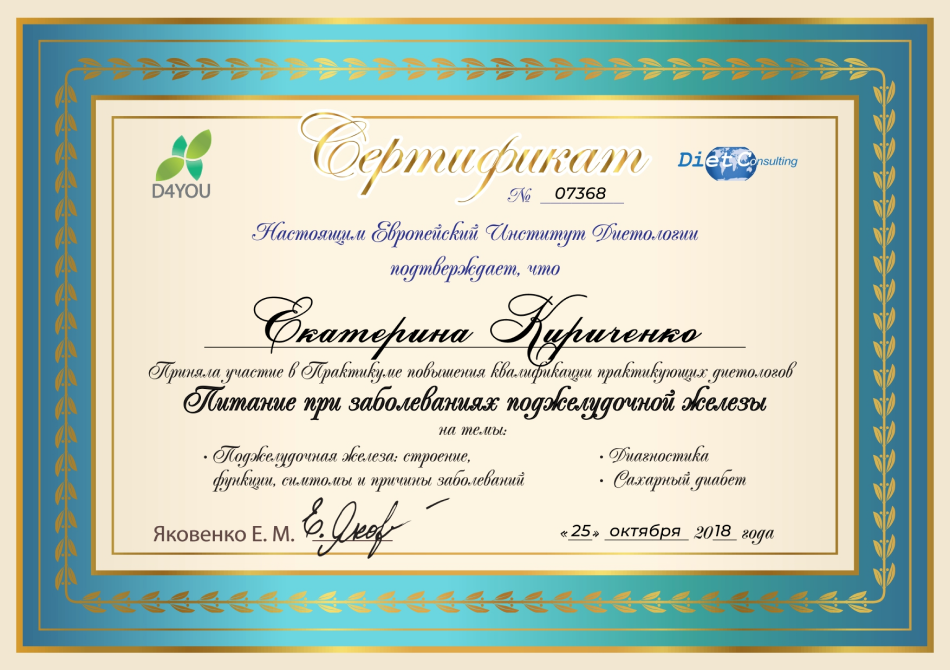 Сертификат
D4YOU
Diet Consulting
№ 07368
Настоящим Европейский Институт Диетологии
подтверждает, что
Екатерина Кириченко
Приняла участие в Практикуме повышения квалификации практикующих диетологов
Питание при заболеваниях поджелудочной железы
на темы:
· Поджелудочная железа: строение,
функции, симтомы и причины заболеваний
· Диагностика
· Сахарный диабет
Яковенко Е. М. Е. Яков
«25» октября 2018 года